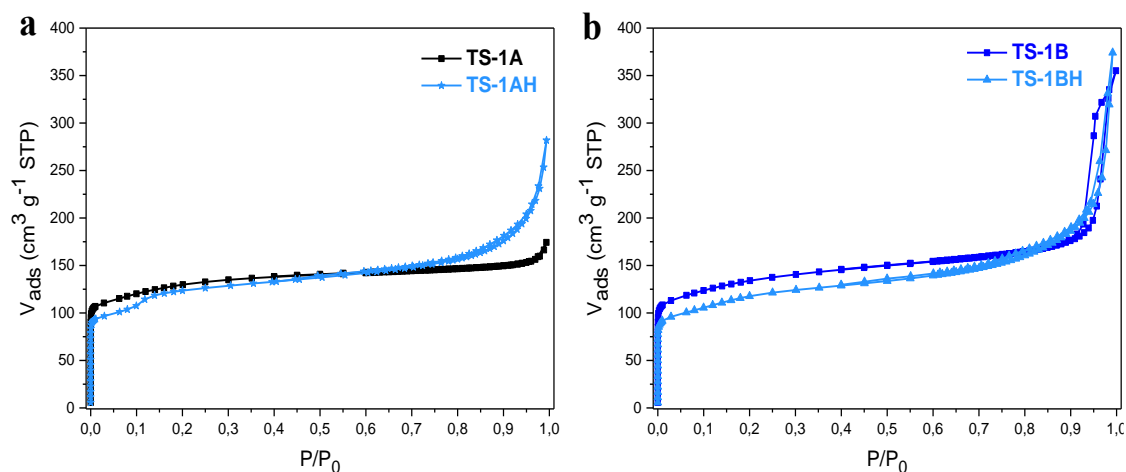 a
TS-1A
TS-1AH
V_ads (cm³ g⁻¹ STP)
400
350
300
250
200
150
100
50
0
0,0 0,1 0,2 0,3 0,4 0,5 0,6 0,7 0,8 0,9 1,0
P/P₀
b
TS-1B
TS-1BH
V_ads (cm³ g⁻¹ STP)
400
350
300
250
200
150
100
50
0
0,0 0,1 0,2 0,3 0,4 0,5 0,6 0,7 0,8 0,9 1,0
P/P₀